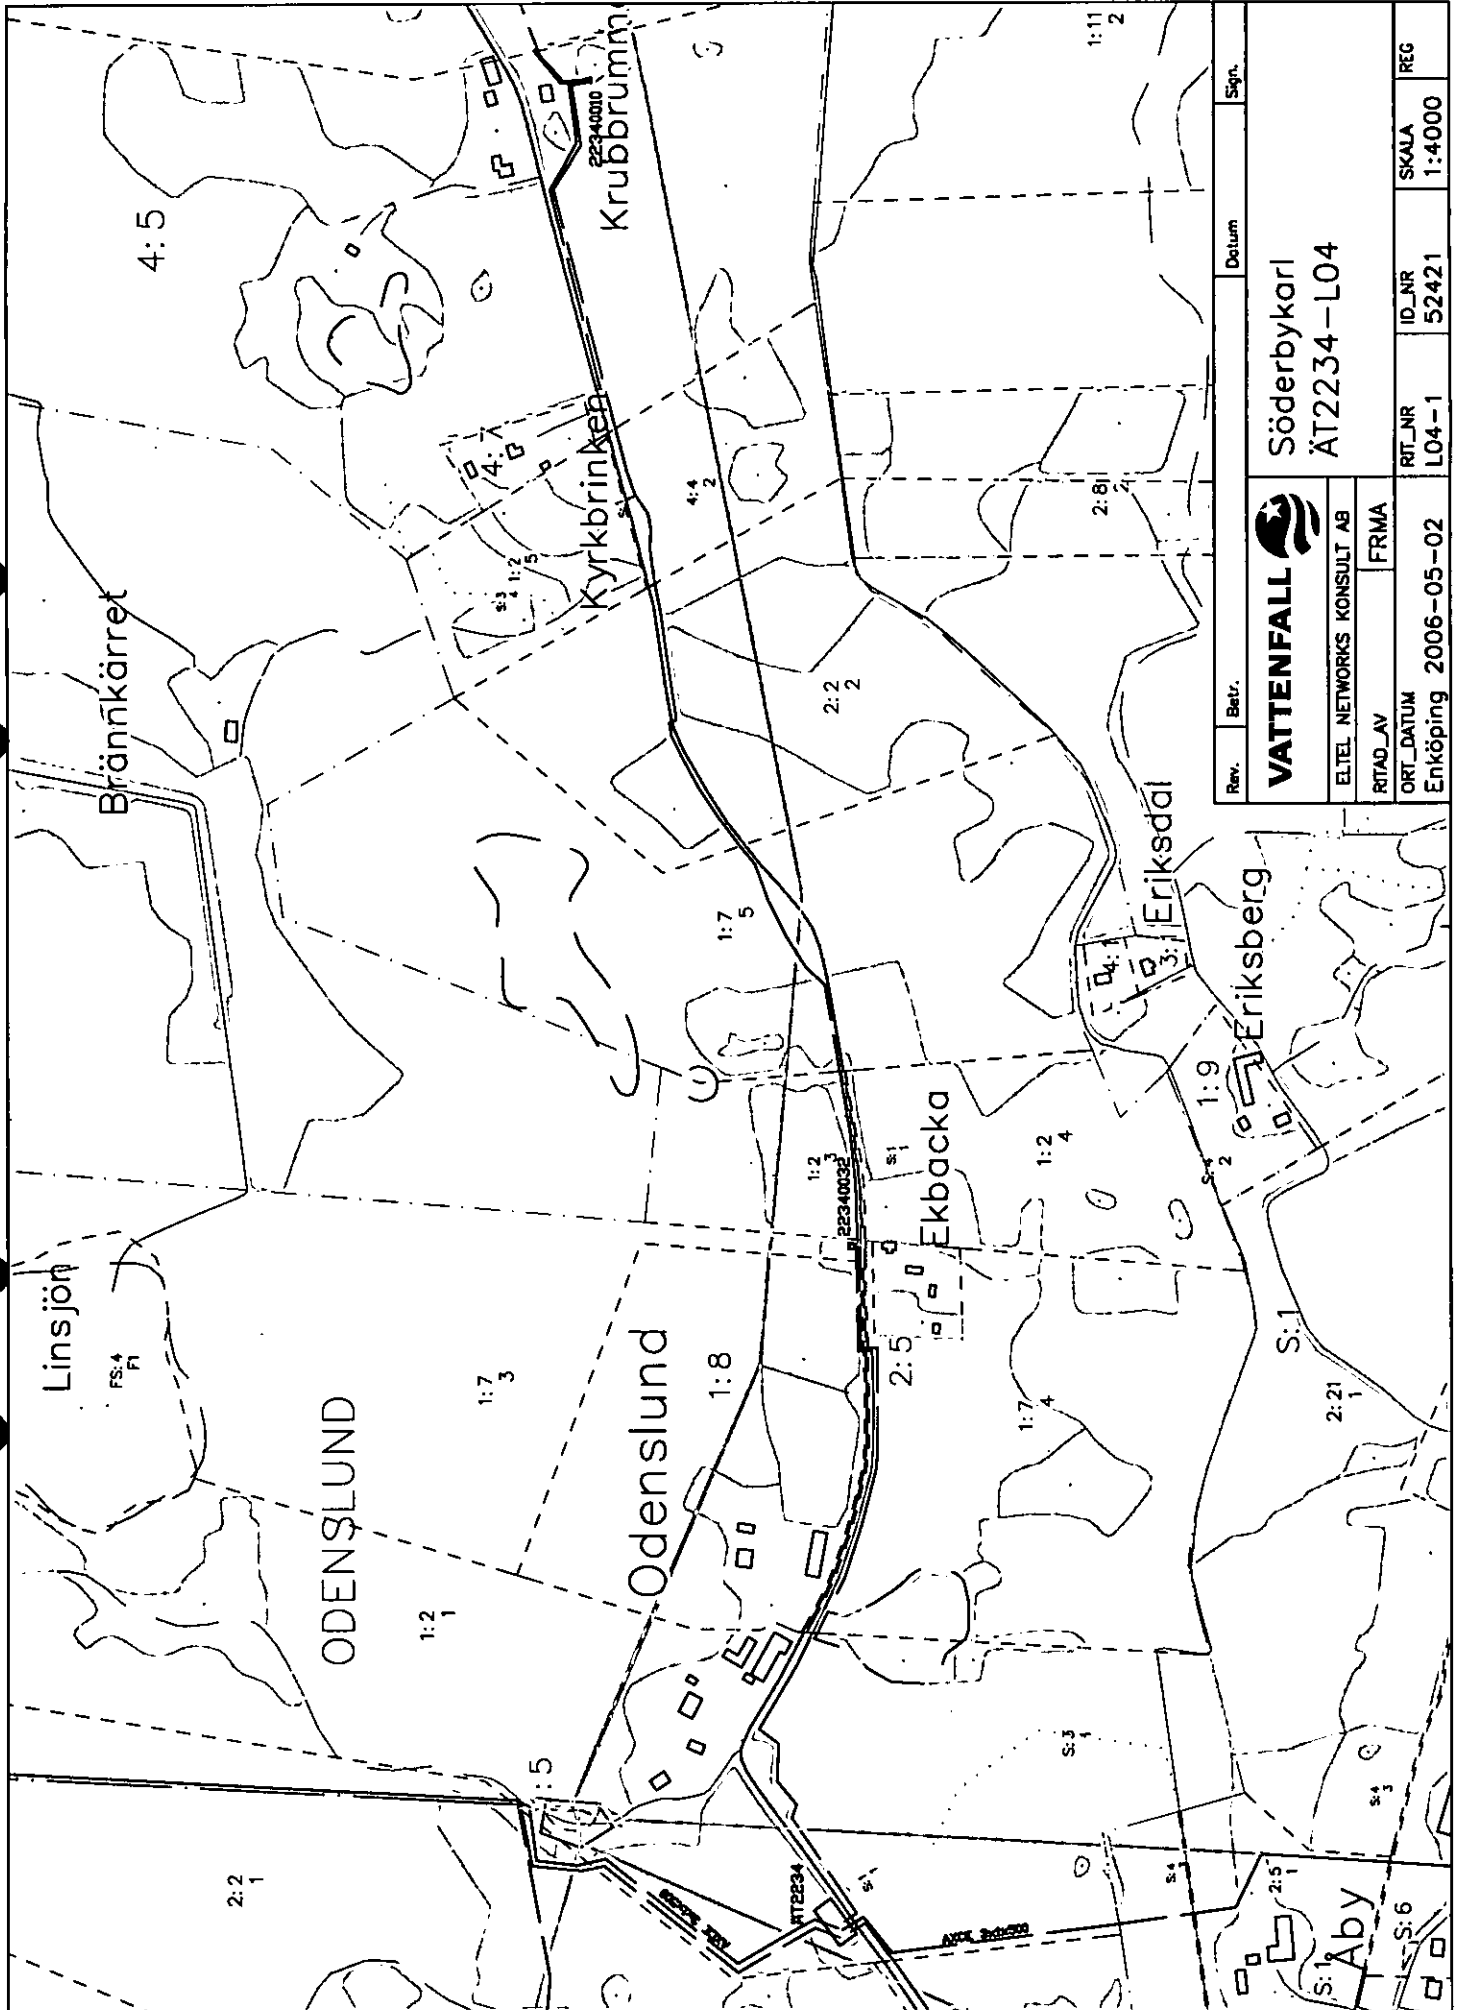 Linsjön
FS:4
F1
Brännkärret
4:5
2:2
1
ODENSLUND
1:2
1
1:7
3
:5
Odenslund
1:8
1:7
5
S:3
4
1:2
5
4:
Kyrkbrinken
22340010
Krubbrumm
4:4
2
2:2
2
AT2234
1:2
3
22340032
S:1
1
Ekbacka
2:5
1:7
4
1:2
4
2:8
2
1:11
2
4:1
3:1
Eriksdal
Eriksberg
1:9
S:4
2
S:1
2:21
1
S:3
1
S:4
3
S:4
2:5
1
S:1
Åby
S:6
Rev.
Betr.
Datum
Sign.
VATTENFALL
ELTEL NETWORKS KONSULT AB
RITAD_AV
FRMA
Söderbykarl
ÄT2234-L04
ORT_DATUM
Enköping 2006-05-02
RIT_NR
L04-1
ID_NR
52421
SKALA
1:4000
REG